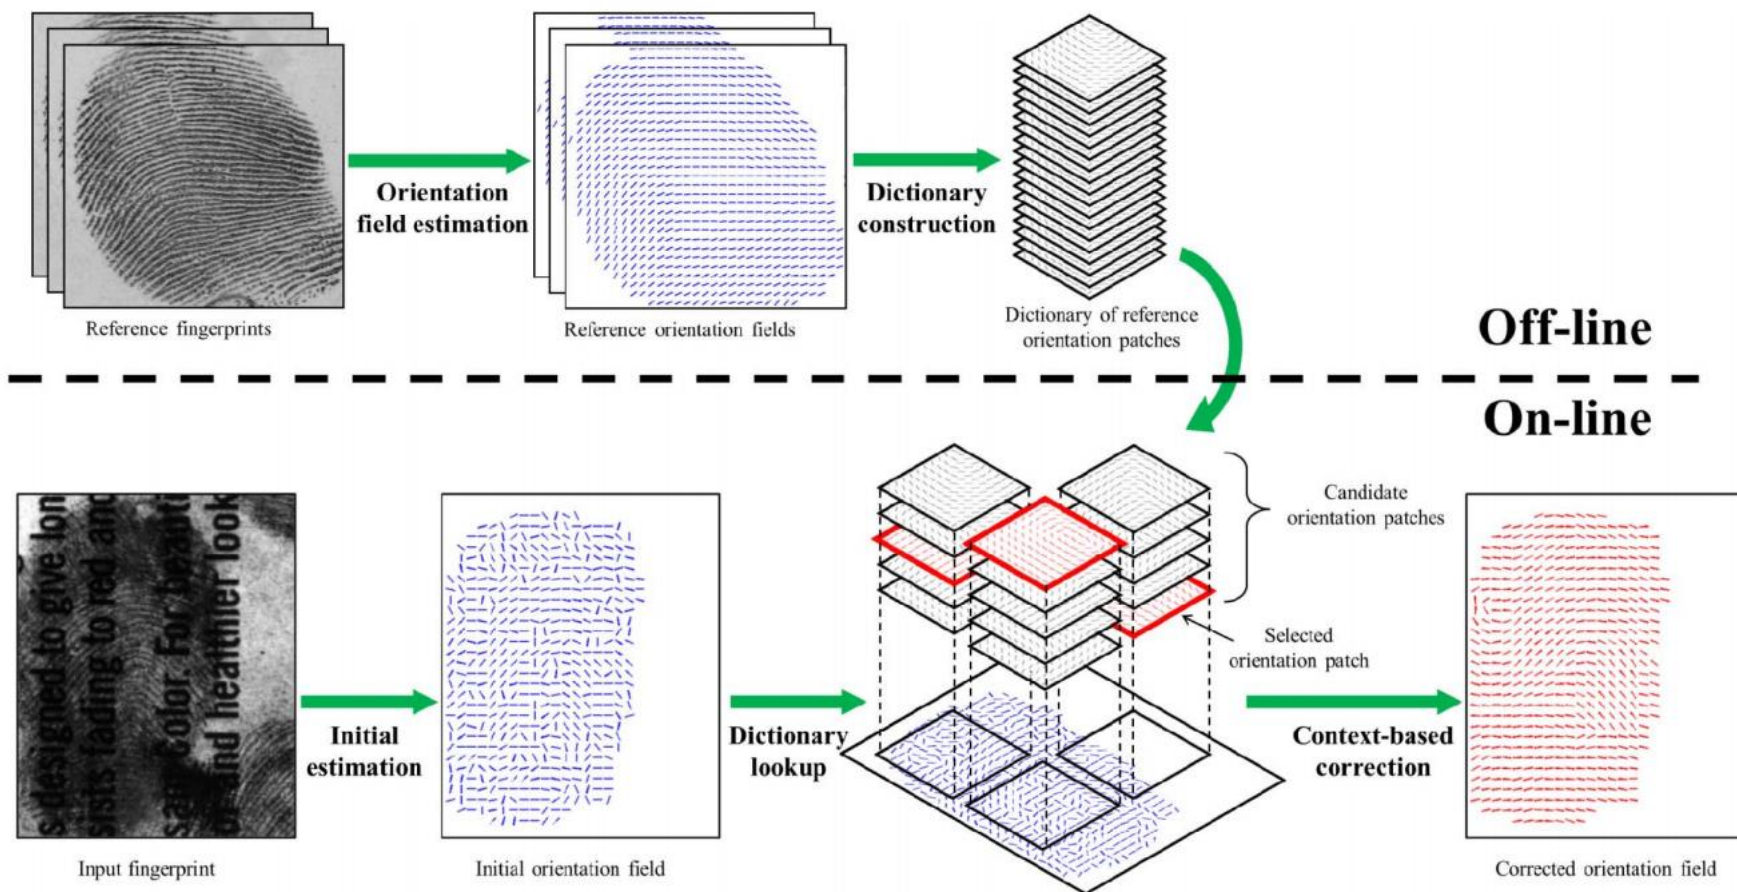 Orientation
field estimation
Dictionary
construction
Reference fingerprints
Reference orientation fields
Dictionary of reference
orientation patches
Off-line
On-line
Candidate
orientation patches
Selected
orientation patch
s designed to give lon
sists fading to red and
color. For
and healthier look
Initial
estimation
Dictionary
lookup
Context-based
correction
Input fingerprint
Initial orientation field
Corrected orientation field